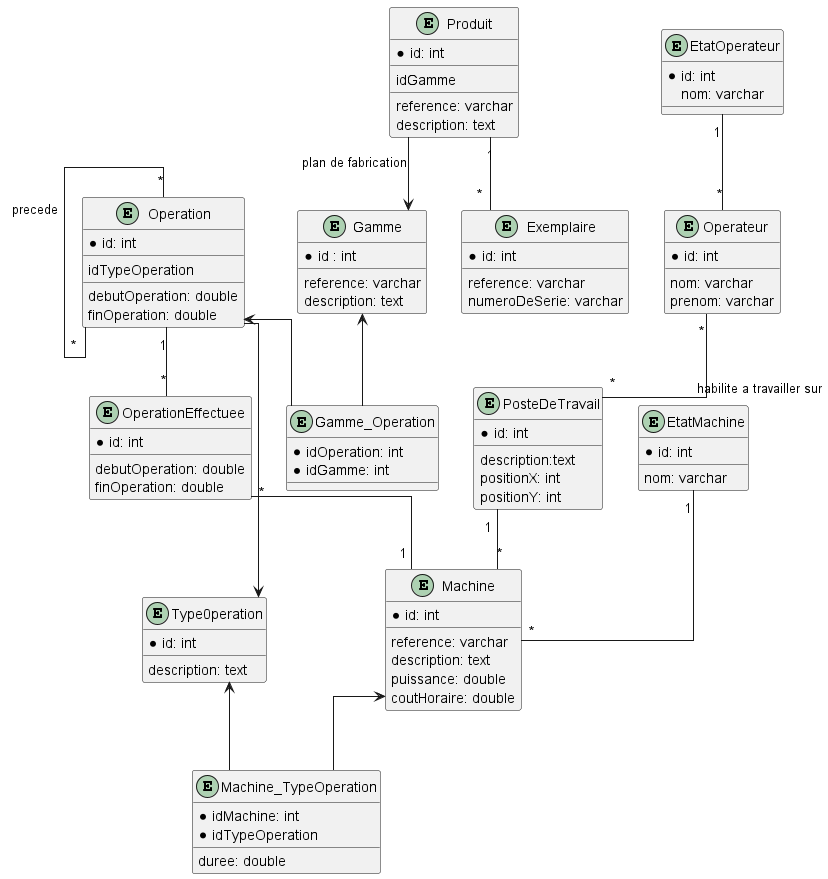 E Produit
* id: int
idGamme
reference: varchar
description: text
E EtatOperateur
* id: int
nom: varchar
plan de fabrication
1
*
1
*
precede
*
*
E Operation
* id: int
idTypeOperation
debutOperation: double
finOperation: double
E Gamme
* id : int
reference: varchar
description: text
E Exemplaire
* id: int
reference: varchar
numeroDeSerie: varchar
E Operateur
* id: int
nom: varchar
prenom: varchar
1
*
*
*
habilite a travailler sur
E OperationEffectuee
* id: int
debutOperation: double
finOperation: double
E Gamme_Operation
* idOperation: int
* idGamme: int
E PosteDeTravail
* id: int
description:text
positionX: int
positionY: int
E EtatMachine
* id: int
nom: varchar
*
1
1
*
1
*
E Type0peration
* id: int
description: text
E Machine
* id: int
reference: varchar
description: text
puissance: double
coutHoraire: double
E Machine_TypeOperation
* idMachine: int
* idTypeOperation
duree: double